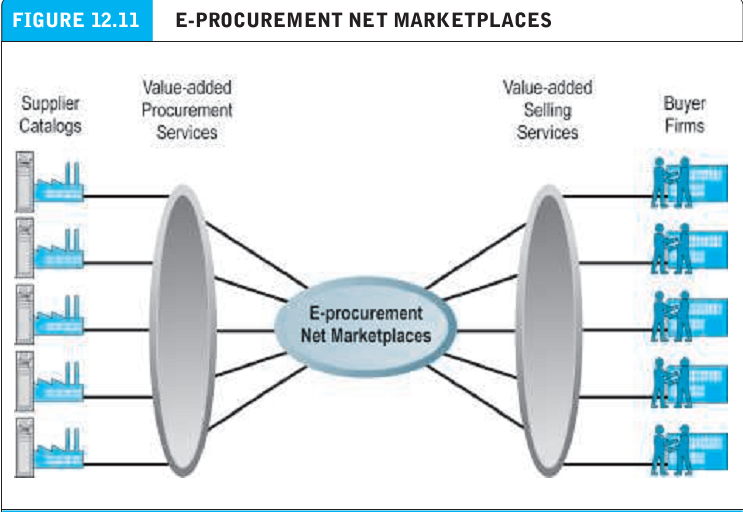 FIGURE 12.11
E-PROCUREMENT NET MARKETPLACES
Supplier
Catalogs
Value-added
Procurement
Services
Value-added
Selling
Services
Buyer
Firms
E-procurement
Net Marketplaces